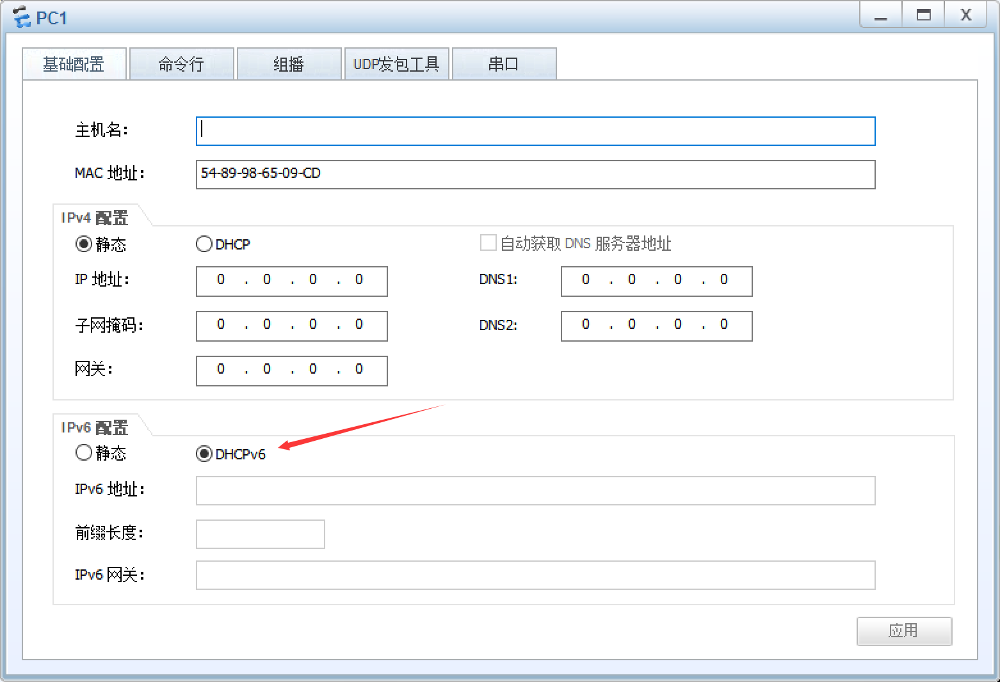 PC1
基础配置 命令行 组播 UDP发包工具 串口
主机名：
MAC 地址： 54-89-98-65-09-CD
IPv4 配置
静态 DHCP 自动获取 DNS 服务器地址
IP 地址： 0 . 0 . 0 . 0 DNS1: 0 . 0 . 0 . 0
子网掩码： 0 . 0 . 0 . 0 DNS2: 0 . 0 . 0 . 0
网关： 0 . 0 . 0 . 0
IPv6 配置
静态 DHCPv6
IPv6 地址：
前缀长度：
IPv6 网关：
应用